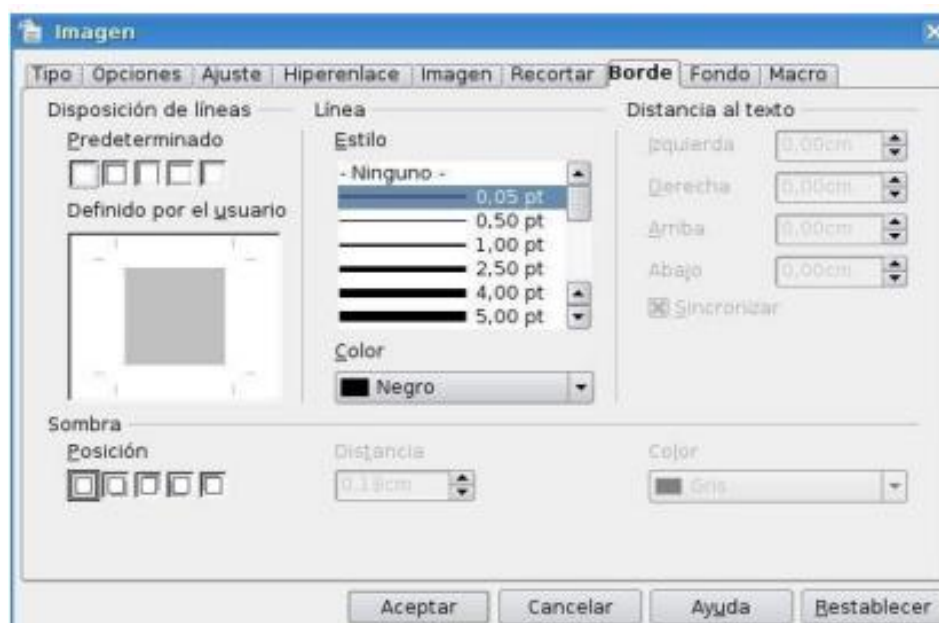 Imagen
Tipo Opciones Ajuste Hiperenlace Imagen Recortar Borde Fondo Macro
Disposición de líneas
Predeterminado
Definido por el usuario
Línea
Estilo
- Ninguno -
0,05 pt
0,50 pt
1,00 pt
2,50 pt
4,00 pt
5,00 pt
Color
Negro
Distancia al texto
Izquierda 0,00cm
Derecha 0,00cm
Arriba 0,00cm
Abajo 0,00cm
Sincronizar
Sombra
Posición
Distancia
0,18cm
Color
Gris
Aceptar Cancelar Ayuda Restablecer